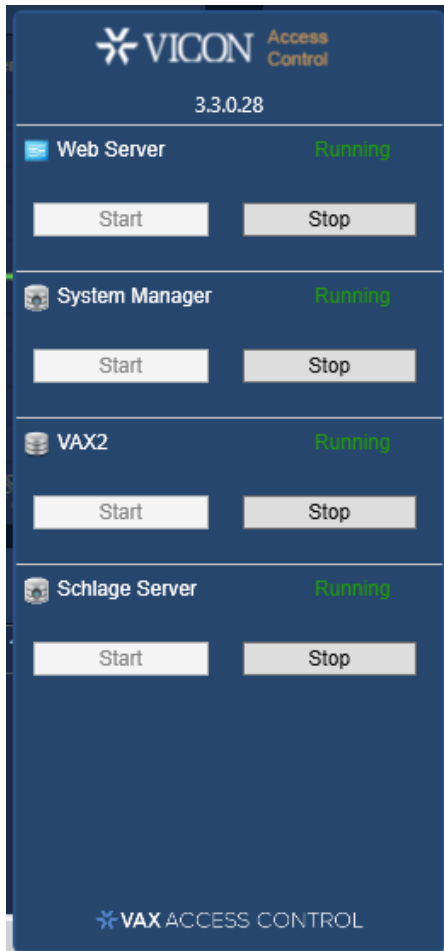 VICON Access
Control
3.3.0.28
Web Server Running
Start Stop
System Manager Running
Start Stop
VAX2 Running
Start Stop
Schlage Server Running
Start Stop
VAX ACCESS CONTROL